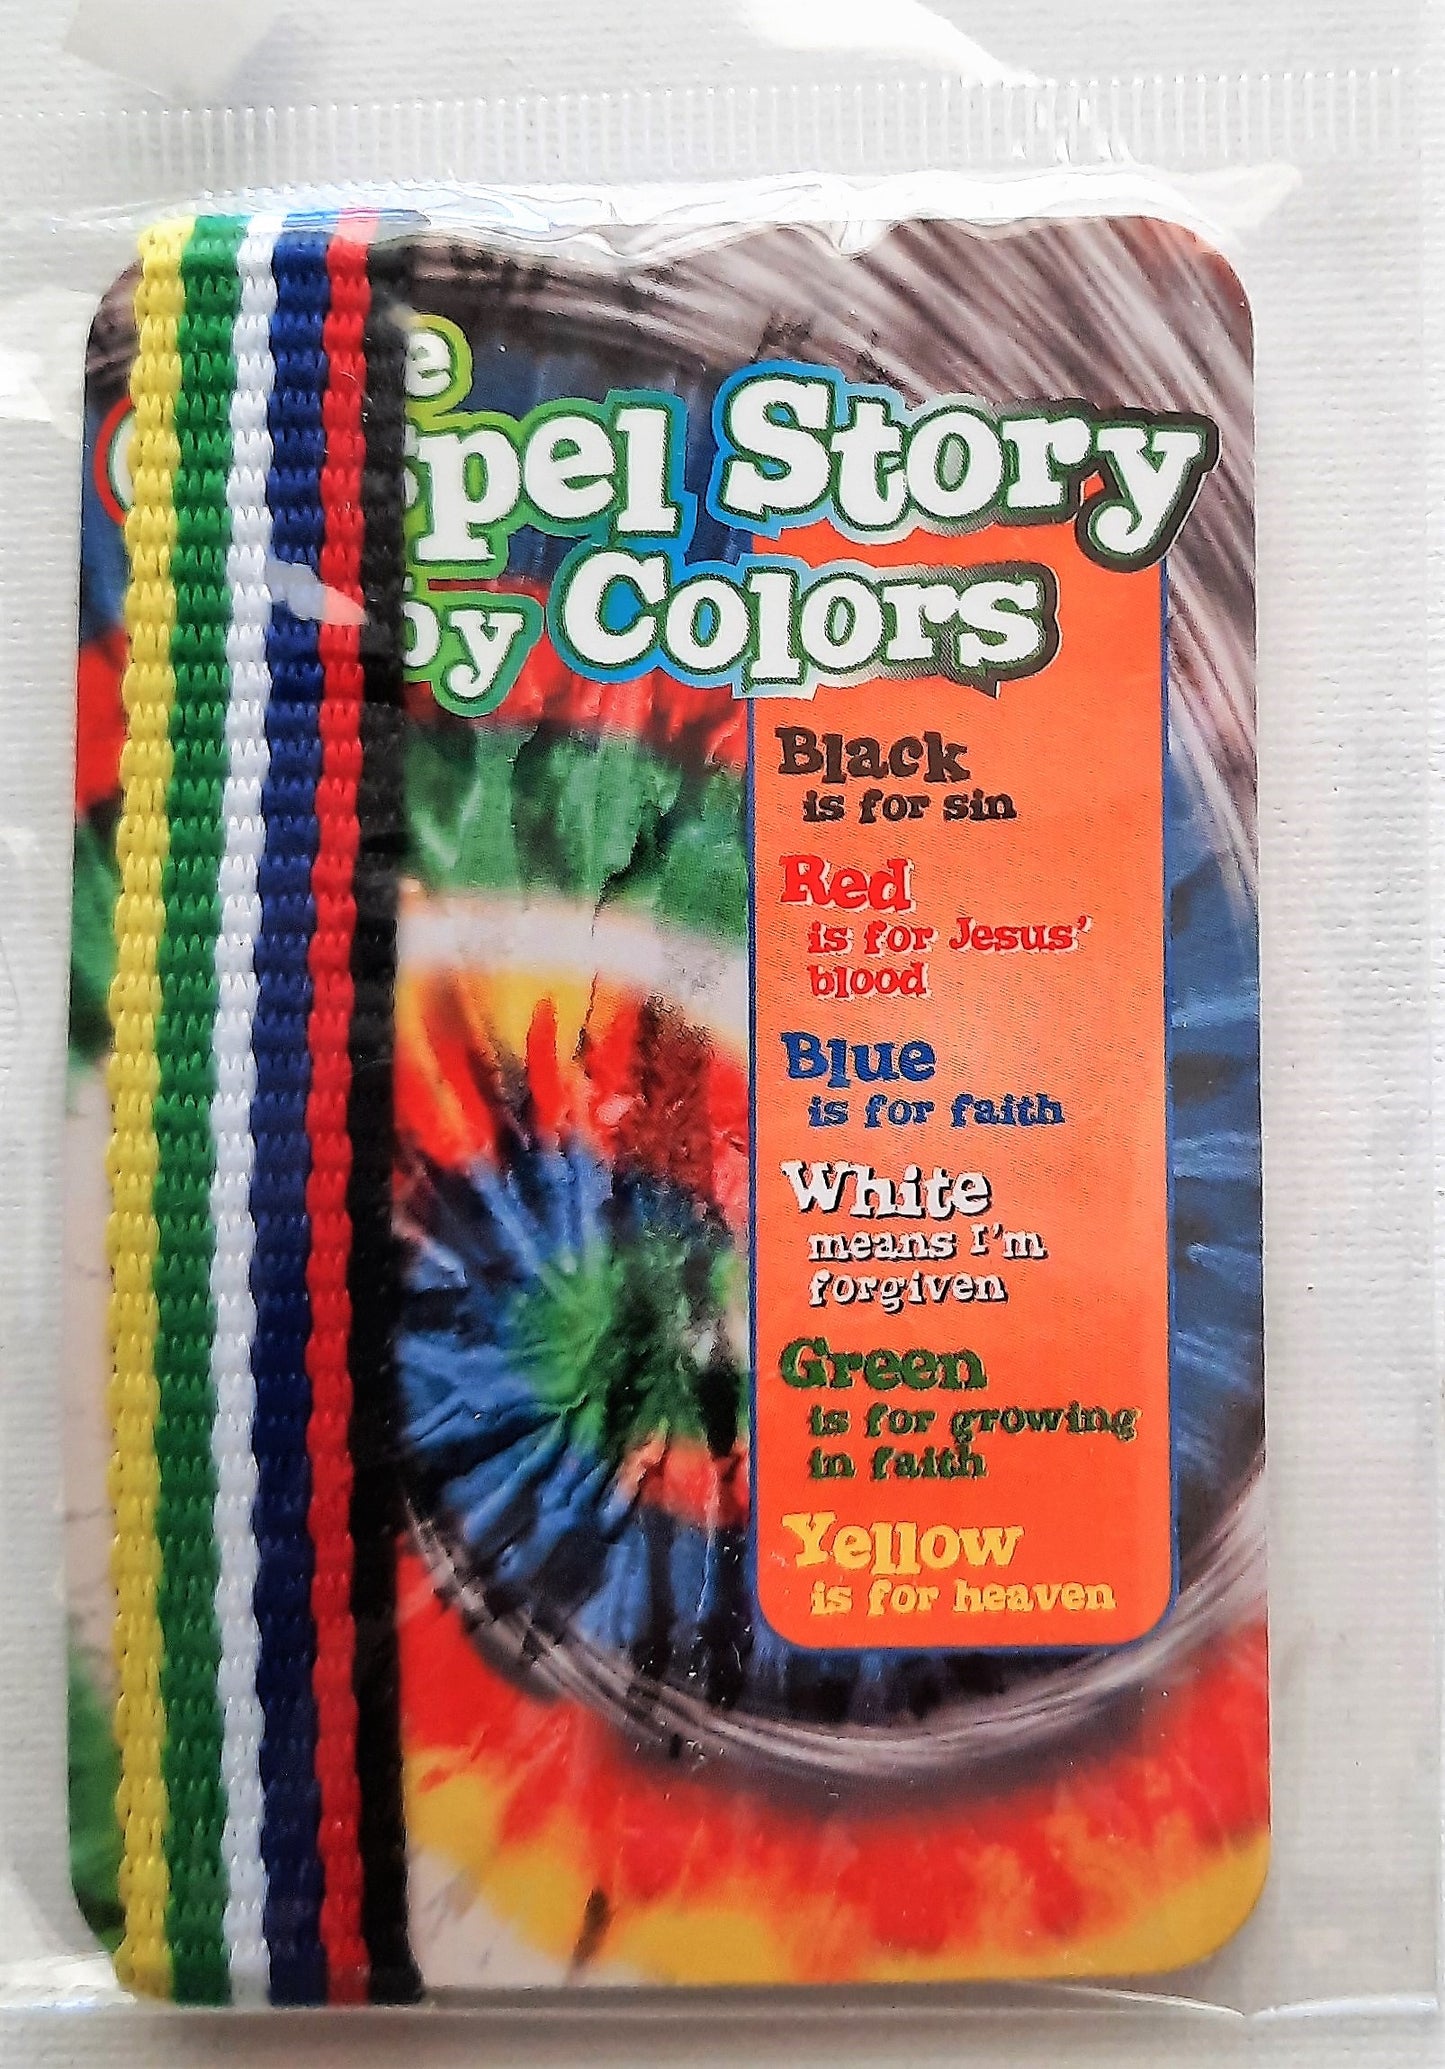 Story
by Colors
Black
is for sin
Red
is for Jesus'
blood
Blue
is for faith
White
means I'm
forgiven
Green
is for growing
in faith
Yellow
is for heaven